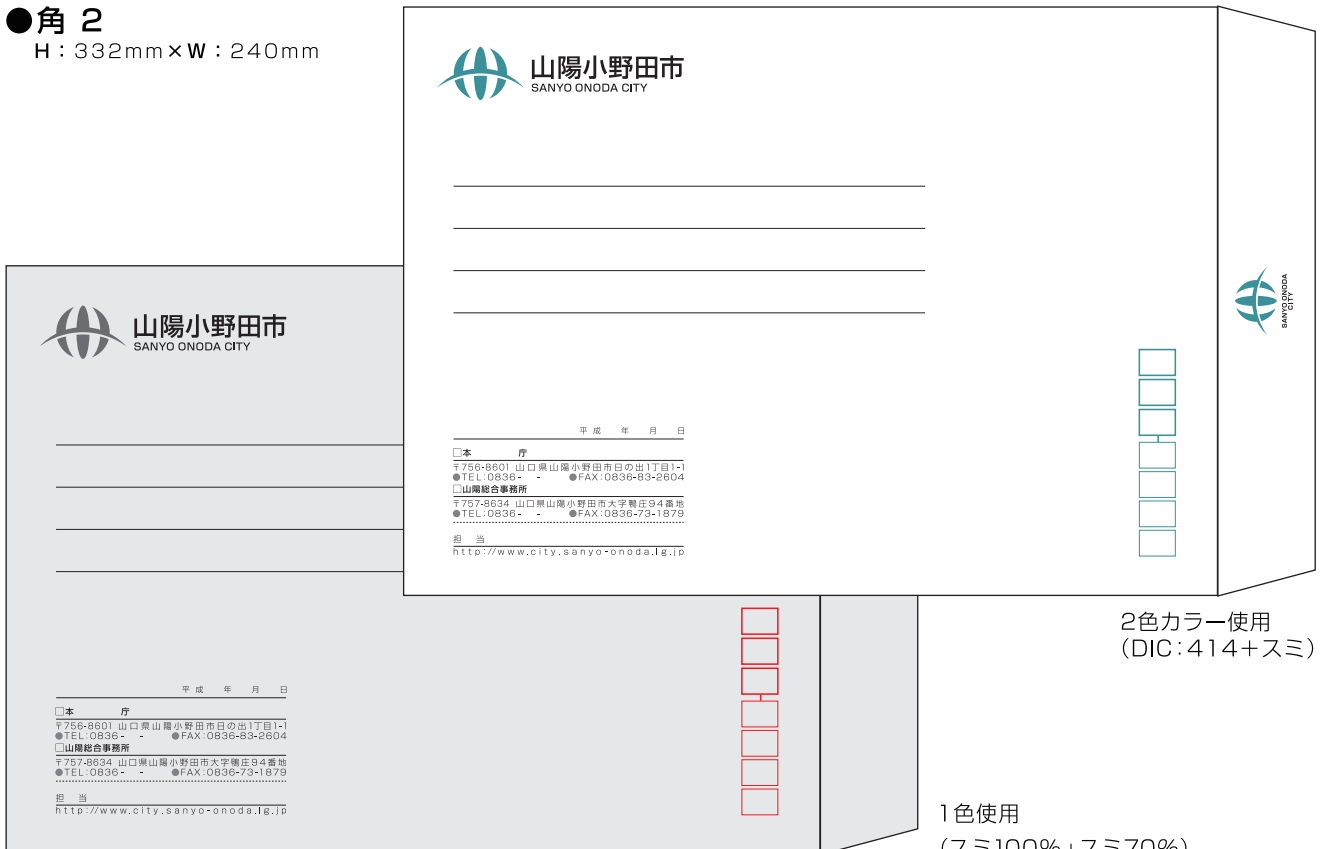 ●角 2
H：332mm×W：240mm
山陽小野田市
SANYO ONODA CITY
平 成 年 月 日
□本 庁
〒756-8601 山口県山陽小野田市日の出1丁目1-1
●TEL:0836- - ●FAX:0836-83-2604
□山陽総合事務所
〒757-8634 山口県山陽小野田市大字鴨庄94番地
●TEL:0836- - ●FAX:0836-73-1879
担 当
http://www.city.sanyo-onoda.lg.jp
SANYO ONODA
CITY
2色カラー使用
（DIC:414＋スミ）
山陽小野田市
SANYO ONODA CITY
平 成 年 月 日
□本 庁
〒756-8601 山口県山陽小野田市日の出1丁目1-1
●TEL:0836- - ●FAX:0836-83-2604
□山陽総合事務所
〒757-8634 山口県山陽小野田市大字鴨庄94番地
●TEL:0836- - ●FAX:0836-73-1879
担 当
http://www.city.sanyo-onoda.lg.jp
1色使用
（スミ100％+スミ70％）